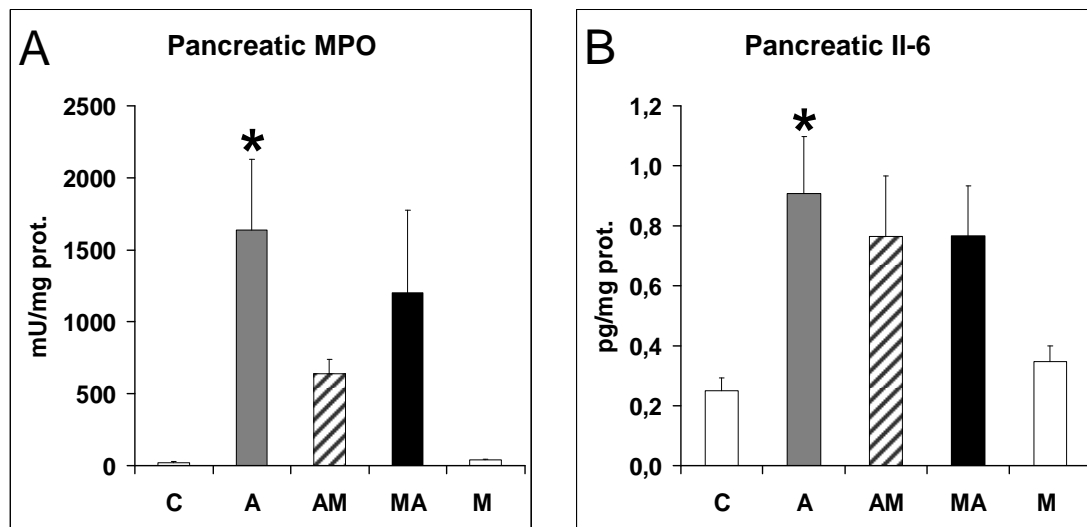 A
Pancreatic MPO
mU/mg prot.
2500
2000
1500
1000
500
0
*
C A AM MA M
B
Pancreatic Il-6
pg/mg prot.
1,2
1,0
0,8
0,6
0,4
0,2
0,0
*
C A AM MA M